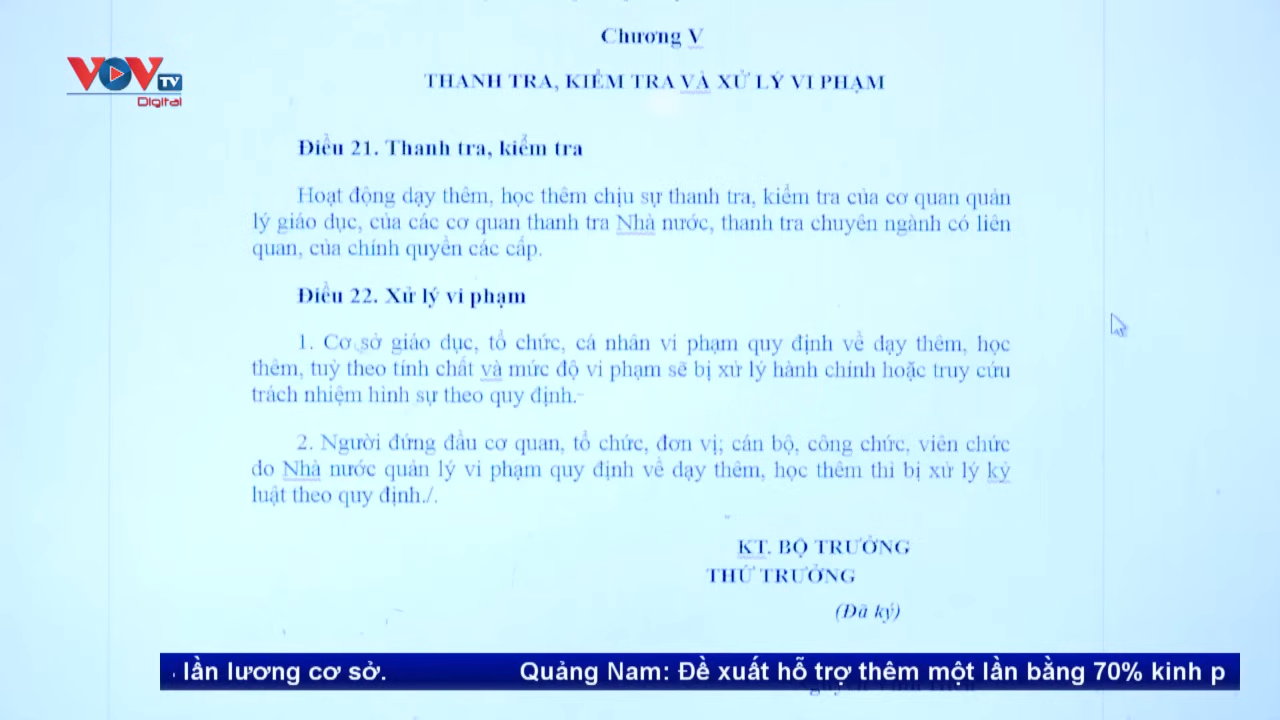 Chương V
VOVTV
Digital
THANH TRA, KIỂM TRA VÀ XỬ LÝ VI PHẠM
Điều 21. Thanh tra, kiểm tra
Hoạt động dạy thêm, học thêm chịu sự thanh tra, kiểm tra của cơ quan quản
lý giáo dục, của các cơ quan thanh tra Nhà nước, thanh tra chuyên ngành có liên
quan, của chính quyền các cấp.
Điều 22. Xử lý vi phạm
1. Cơ sở giáo dục, tổ chức, cá nhân vi phạm quy định về dạy thêm, học
thêm, tuỳ theo tính chất và mức độ vi phạm sẽ bị xử lý hành chính hoặc truy cứu
trách nhiệm hình sự theo quy định.
2. Người đứng đầu cơ quan, tổ chức, đơn vị; cán bộ, công chức, viên chức
do Nhà nước quản lý vi phạm quy định về dạy thêm, học thêm thì bị xử lý kỷ
luật theo quy định./.
KT. BỘ TRƯỞNG
THỨ TRƯỞNG
(Đã ký)
lần lương cơ sở. Quảng Nam: Đề xuất hỗ trợ thêm một lần bằng 70% kinh p